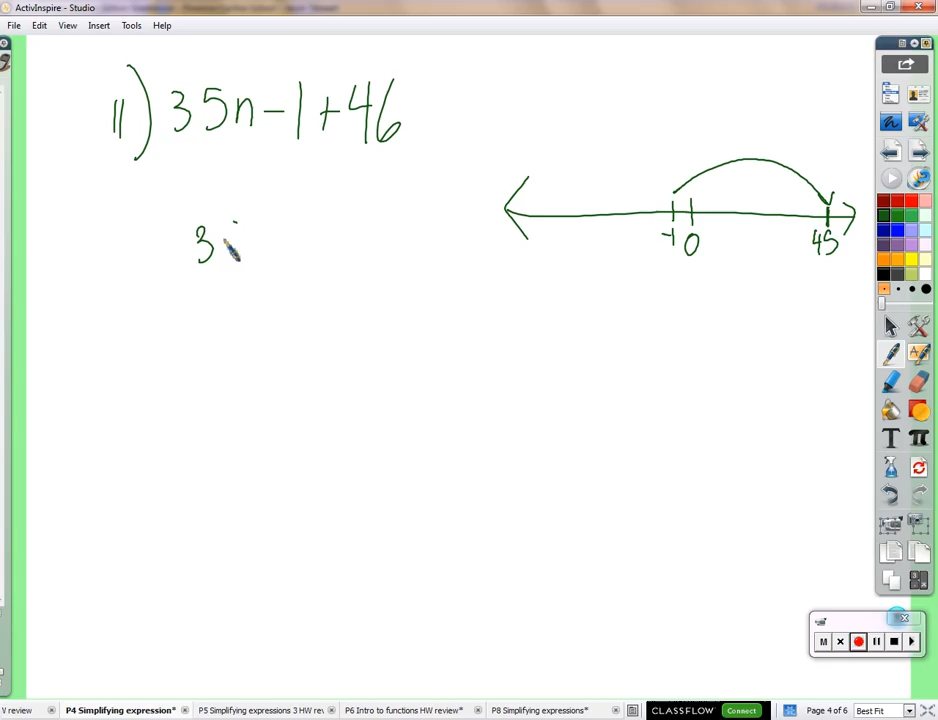 ActivInspire - Studio
File Edit View Insert Tools Help
11) 35n-1+46
-1 0 45
3
M
W review
P4 Simplifying expression*
P5 Simplifying expressions 3 HW rev
P6 Intro to functions HW review*
P8 Simplifying expressions*
CLASSFLOW Connect
Page 4 of 6
Best Fit